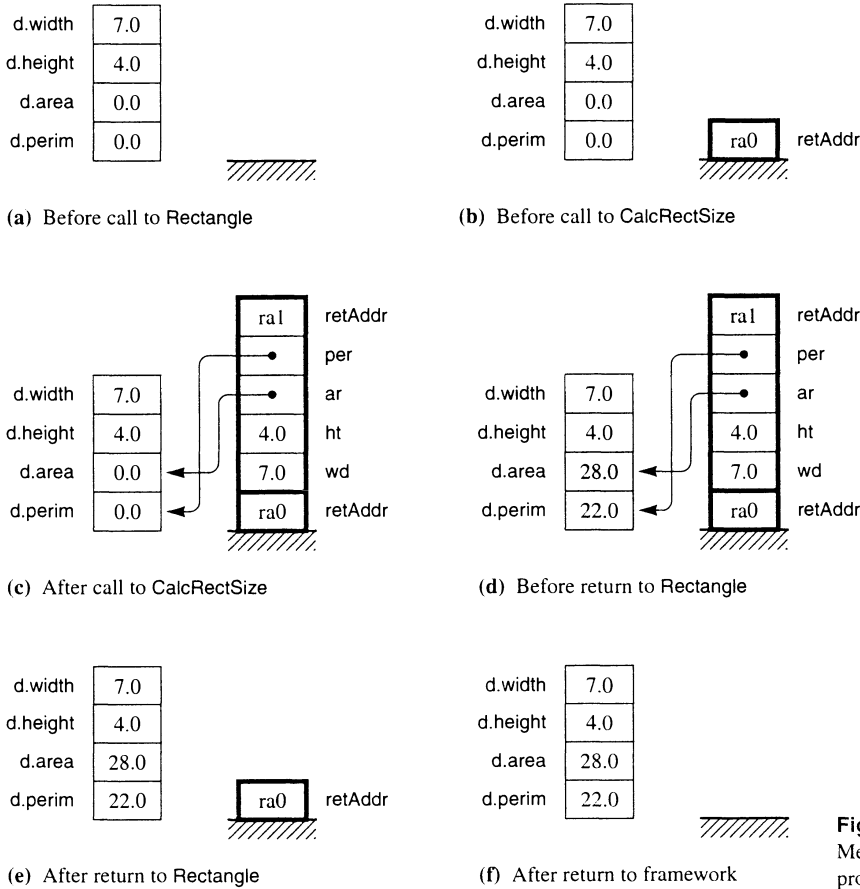 d.width 7.0
d.height 4.0
d.area 0.0
d.perim 0.0
(a) Before call to Rectangle
d.width 7.0
d.height 4.0
d.area 0.0
d.perim 0.0 ra0 retAddr
(b) Before call to CalcRectSize
ra1 retAddr
per
d.width 7.0 ar
d.height 4.0 4.0 ht
d.area 0.0 7.0 wd
d.perim 0.0 ra0 retAddr
(c) After call to CalcRectSize
ra1 retAddr
per
d.width 7.0 ar
d.height 4.0 4.0 ht
d.area 28.0 7.0 wd
d.perim 22.0 ra0 retAddr
(d) Before return to Rectangle
d.width 7.0
d.height 4.0
d.area 28.0
d.perim 22.0 ra0 retAddr
(e) After return to Rectangle
d.width 7.0
d.height 4.0
d.area 28.0
d.perim 22.0
(f) After return to framework